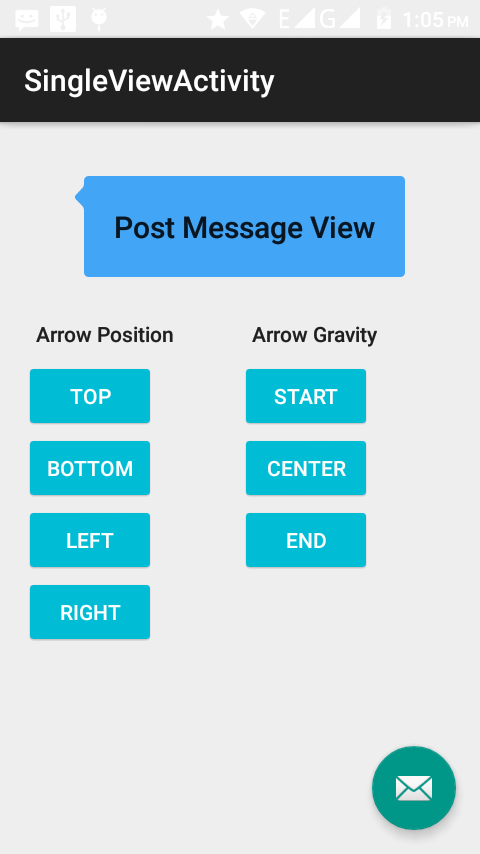 E G 1:05 PM
SingleViewActivity
Post Message View
Arrow Position Arrow Gravity
TOP START
BOTTOM CENTER
LEFT END
RIGHT